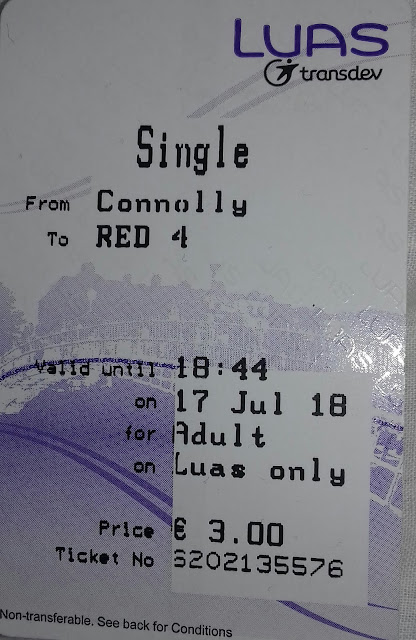 LUAS
transdev
Single
From Connolly
To RED 4
Valid until 18:44
on 17 Jul 18
for Adult
on Luas only
Price € 3.00
Ticket No 6202135576
Non-transferable. See back for Conditions